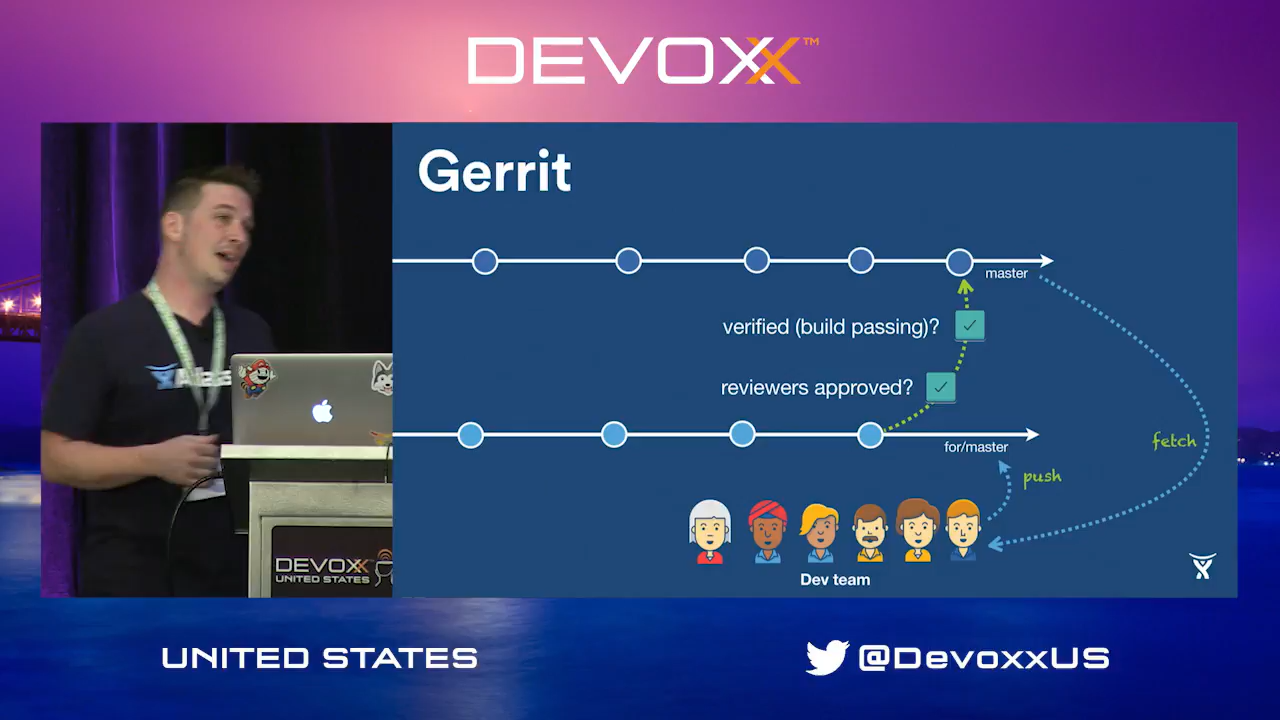 DEVOXX™
Gerrit
master
verified (build passing)?
reviewers approved?
for/master
fetch
push
Dev team
DEVOXX
UNITED STATES
UNITED STATES
@DevoxxUS